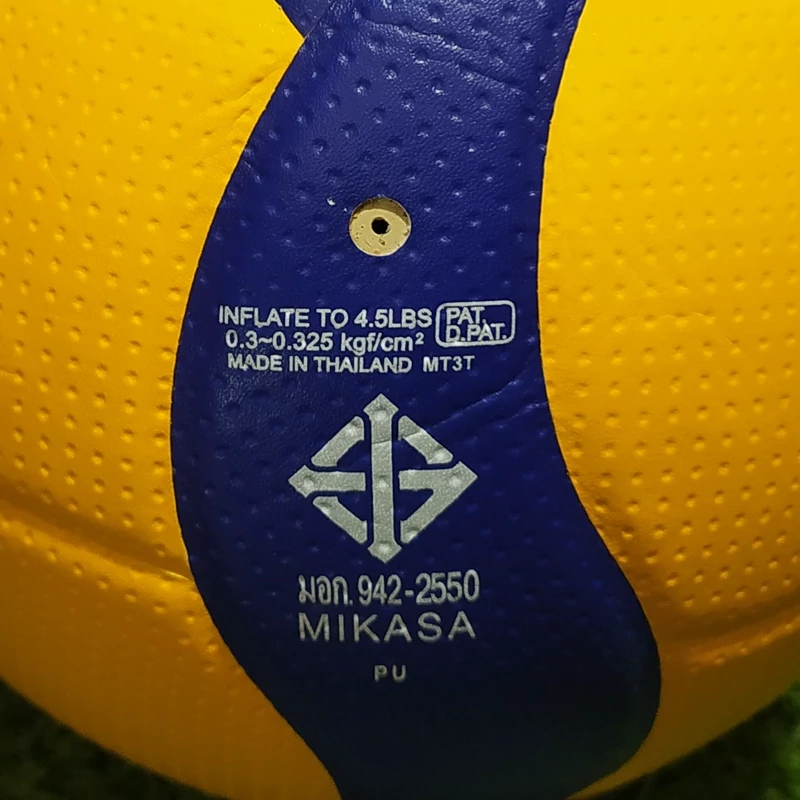 INFLATE TO 4.5LBS PAT.
D.PAT.
0.3~0.325 kgf/cm²
MADE IN THAILAND MT3T
มอก. 942-2550
MIKASA
PU